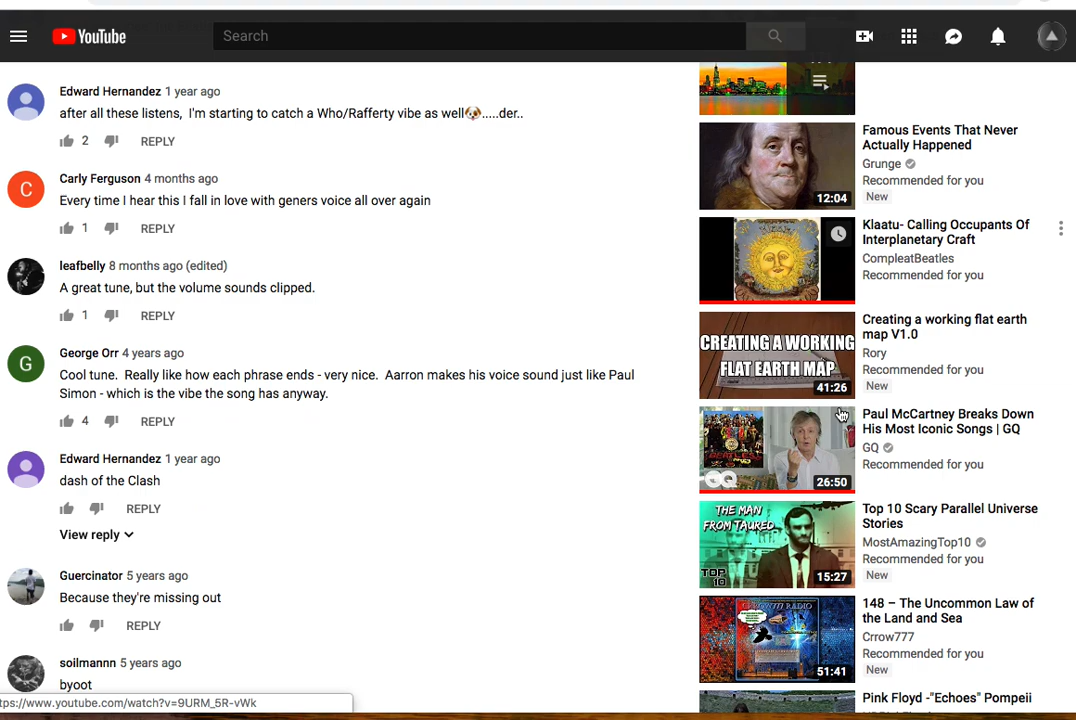 YouTube
Search
Edward Hernandez 1 year ago
after all these listens, I'm starting to catch a Who/Rafferty vibe as well🐶.....der..
2 REPLY
Carly Ferguson 4 months ago
Every time I hear this I fall in love with geners voice all over again
1 REPLY
leafbelly 8 months ago (edited)
A great tune, but the volume sounds clipped.
1 REPLY
George Orr 4 years ago
Cool tune. Really like how each phrase ends - very nice. Aarron makes his voice sound just like Paul
Simon - which is the vibe the song has anyway.
4 REPLY
Edward Hernandez 1 year ago
dash of the Clash
REPLY
View reply
Guercinator 5 years ago
Because they're missing out
REPLY
soilmannn 5 years ago
byoot
tps://www.youtube.com/watch?v=9URM_5R-vWk
C
G
12:04
Famous Events That Never
Actually Happened
Grunge
Recommended for you
New
Klaatu- Calling Occupants Of
Interplanetary Craft
CompleatBeatles
Recommended for you
CREATING A WORKING
FLAT EARTH MAP
41:26
Creating a working flat earth
map V1.0
Rory
Recommended for you
New
BEATLES
GQ
26:50
Paul McCartney Breaks Down
His Most Iconic Songs | GQ
GQ
Recommended for you
THE MAN
FROM TAURED
TOP
10
15:27
Top 10 Scary Parallel Universe
Stories
MostAmazingTop10
Recommended for you
New
CRROW777 RADIO
51:41
148 – The Uncommon Law of
the Land and Sea
Crrow777
Recommended for you
New
Pink Floyd -"Echoes" Pompeii